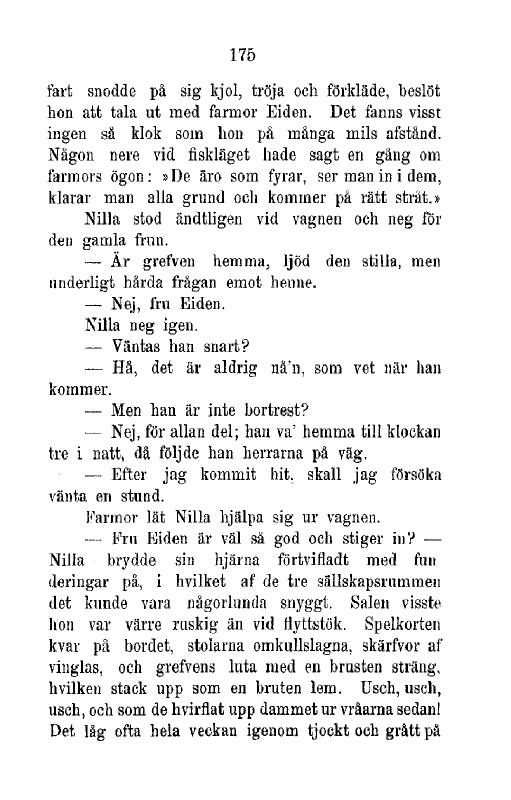 175
fart snodde på sig kjol, tröja och förkläde, beslöt
hon att tala ut med farmor Eiden. Det fanns visst
ingen så klok som hon på många mils afstånd.
Någon nere vid fiskläget hade sagt en gång om
farmors ögon: »De äro som fyrar, ser man in i dem,
klarar man alla grund och kommer på rätt stråt.»
Nilla stod ändtligen vid vagnen och neg för
den gamla frun.
— Är grefven hemma, ljöd den stilla, men
underligt hårda frågan emot henne.
— Nej, fru Eiden.
Nilla neg igen.
— Väntas han snart?
— Hå, det är aldrig nå'n, som vet när han
kommer.
— Men han är inte bortrest?
— Nej, för allan del; han va' hemma till klockan
tre i natt, då följde han herrarna på väg.
— Efter jag kommit hit, skall jag försöka
vänta en stund.
Farmor lät Nilla hjälpa sig ur vagnen.
— Fru Eiden är väl så god och stiger in? —
Nilla brydde sin hjärna förtvifladt med fun
deringar på, i hvilket af de tre sällskapsrummen
det kunde vara någorlunda snyggt. Salen visste
hon var värre ruskig än vid flyttstök. Spelkorten
kvar på bordet, stolarna omkullslagna, skärfvor af
vinglas, och grefvens luta med en brusten sträng,
hvilken stack upp som en bruten lem. Usch, usch,
usch, och som de hvirflat upp dammet ur vråarna sedan!
Det låg ofta hela veckan igenom tjockt och grått på